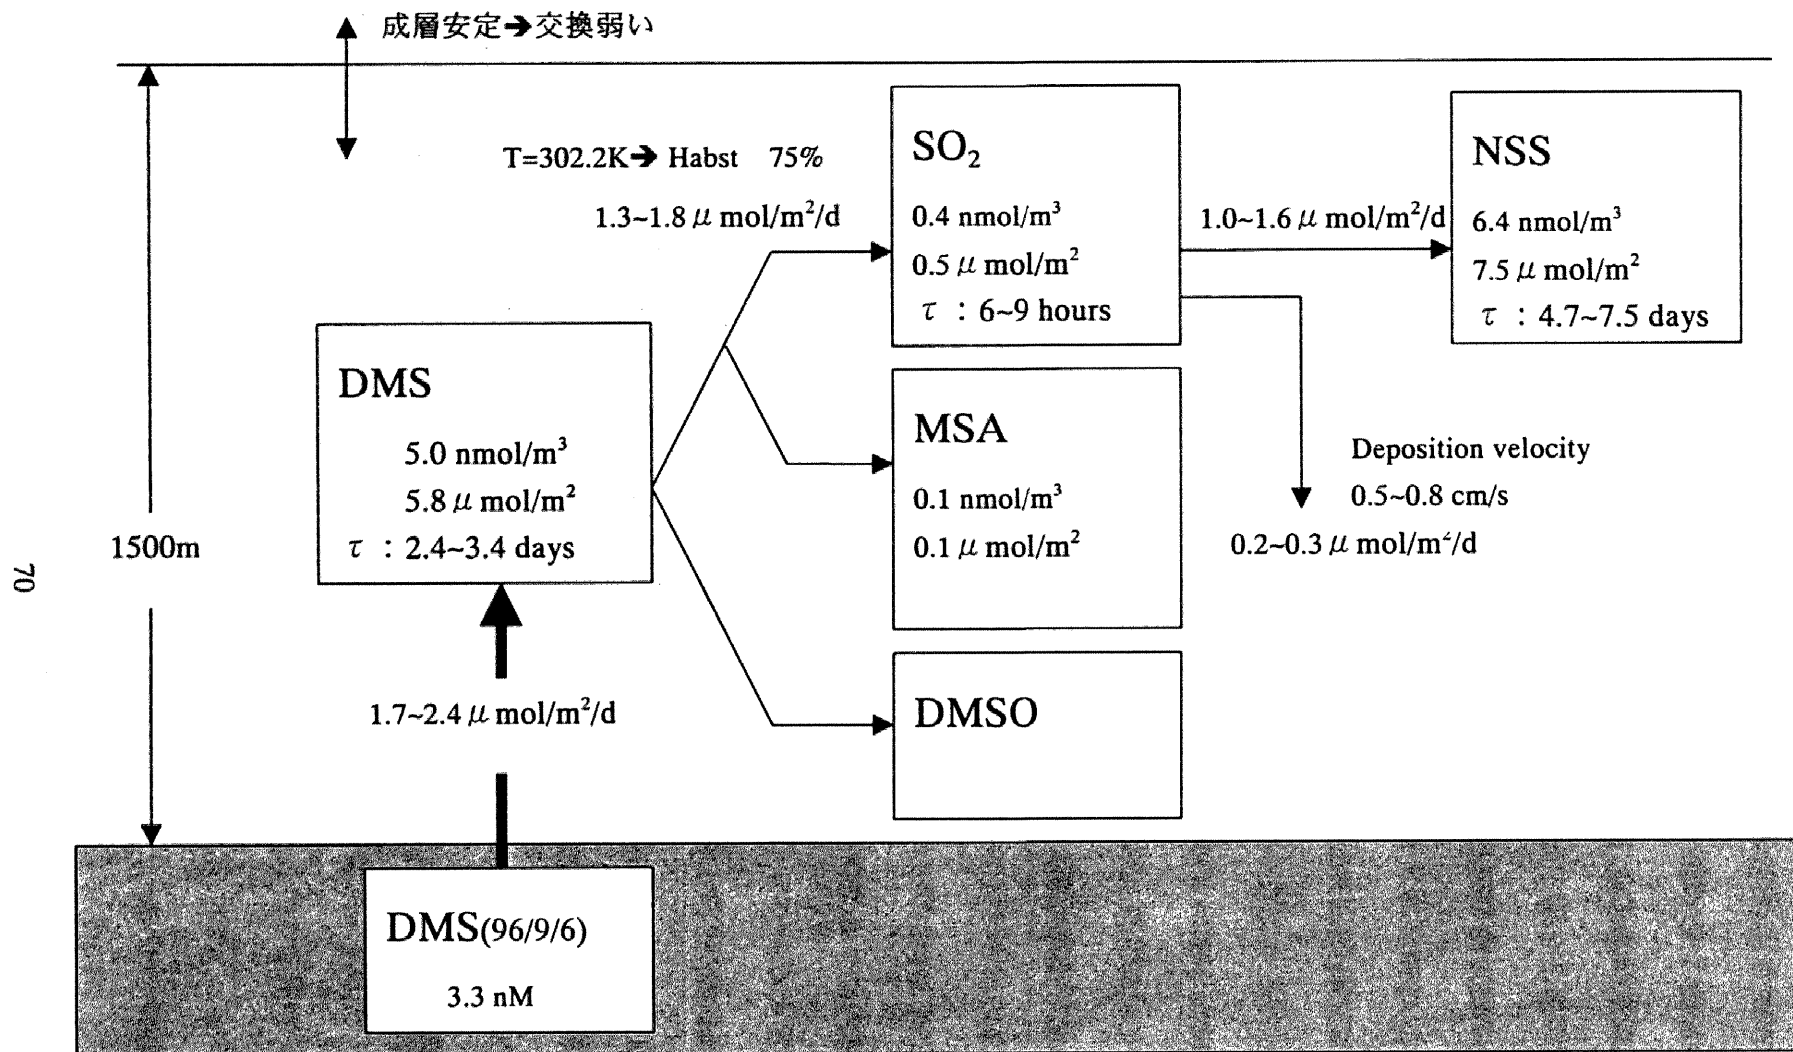 成層安定➔交換弱い
T=302.2K➔ Habst 75%
1.3~1.8 μ mol/m²/d
SO₂
0.4 nmol/m³
0.5 μ mol/m²
τ : 6~9 hours
1.0~1.6 μ mol/m²/d
NSS
6.4 nmol/m³
7.5 μ mol/m²
τ : 4.7~7.5 days
DMS
5.0 nmol/m³
5.8 μ mol/m²
τ : 2.4~3.4 days
MSA
0.1 nmol/m³
0.1 μ mol/m²
Deposition velocity
0.5~0.8 cm/s
0.2~0.3 μ mol/m²/d
1500m
70
1.7~2.4 μ mol/m²/d
DMSO
DMS(96/9/6)
3.3 nM